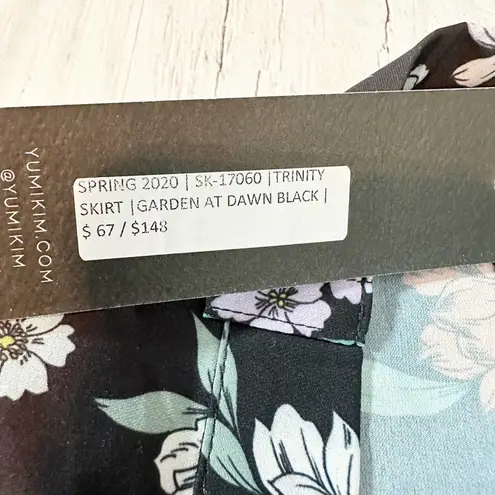 SPRING 2020 | SK-17060 |TRINITY
SKIRT |GARDEN AT DAWN BLACK |
$ 67 / $148
YUMIKIM.COM
@YUMIKIM